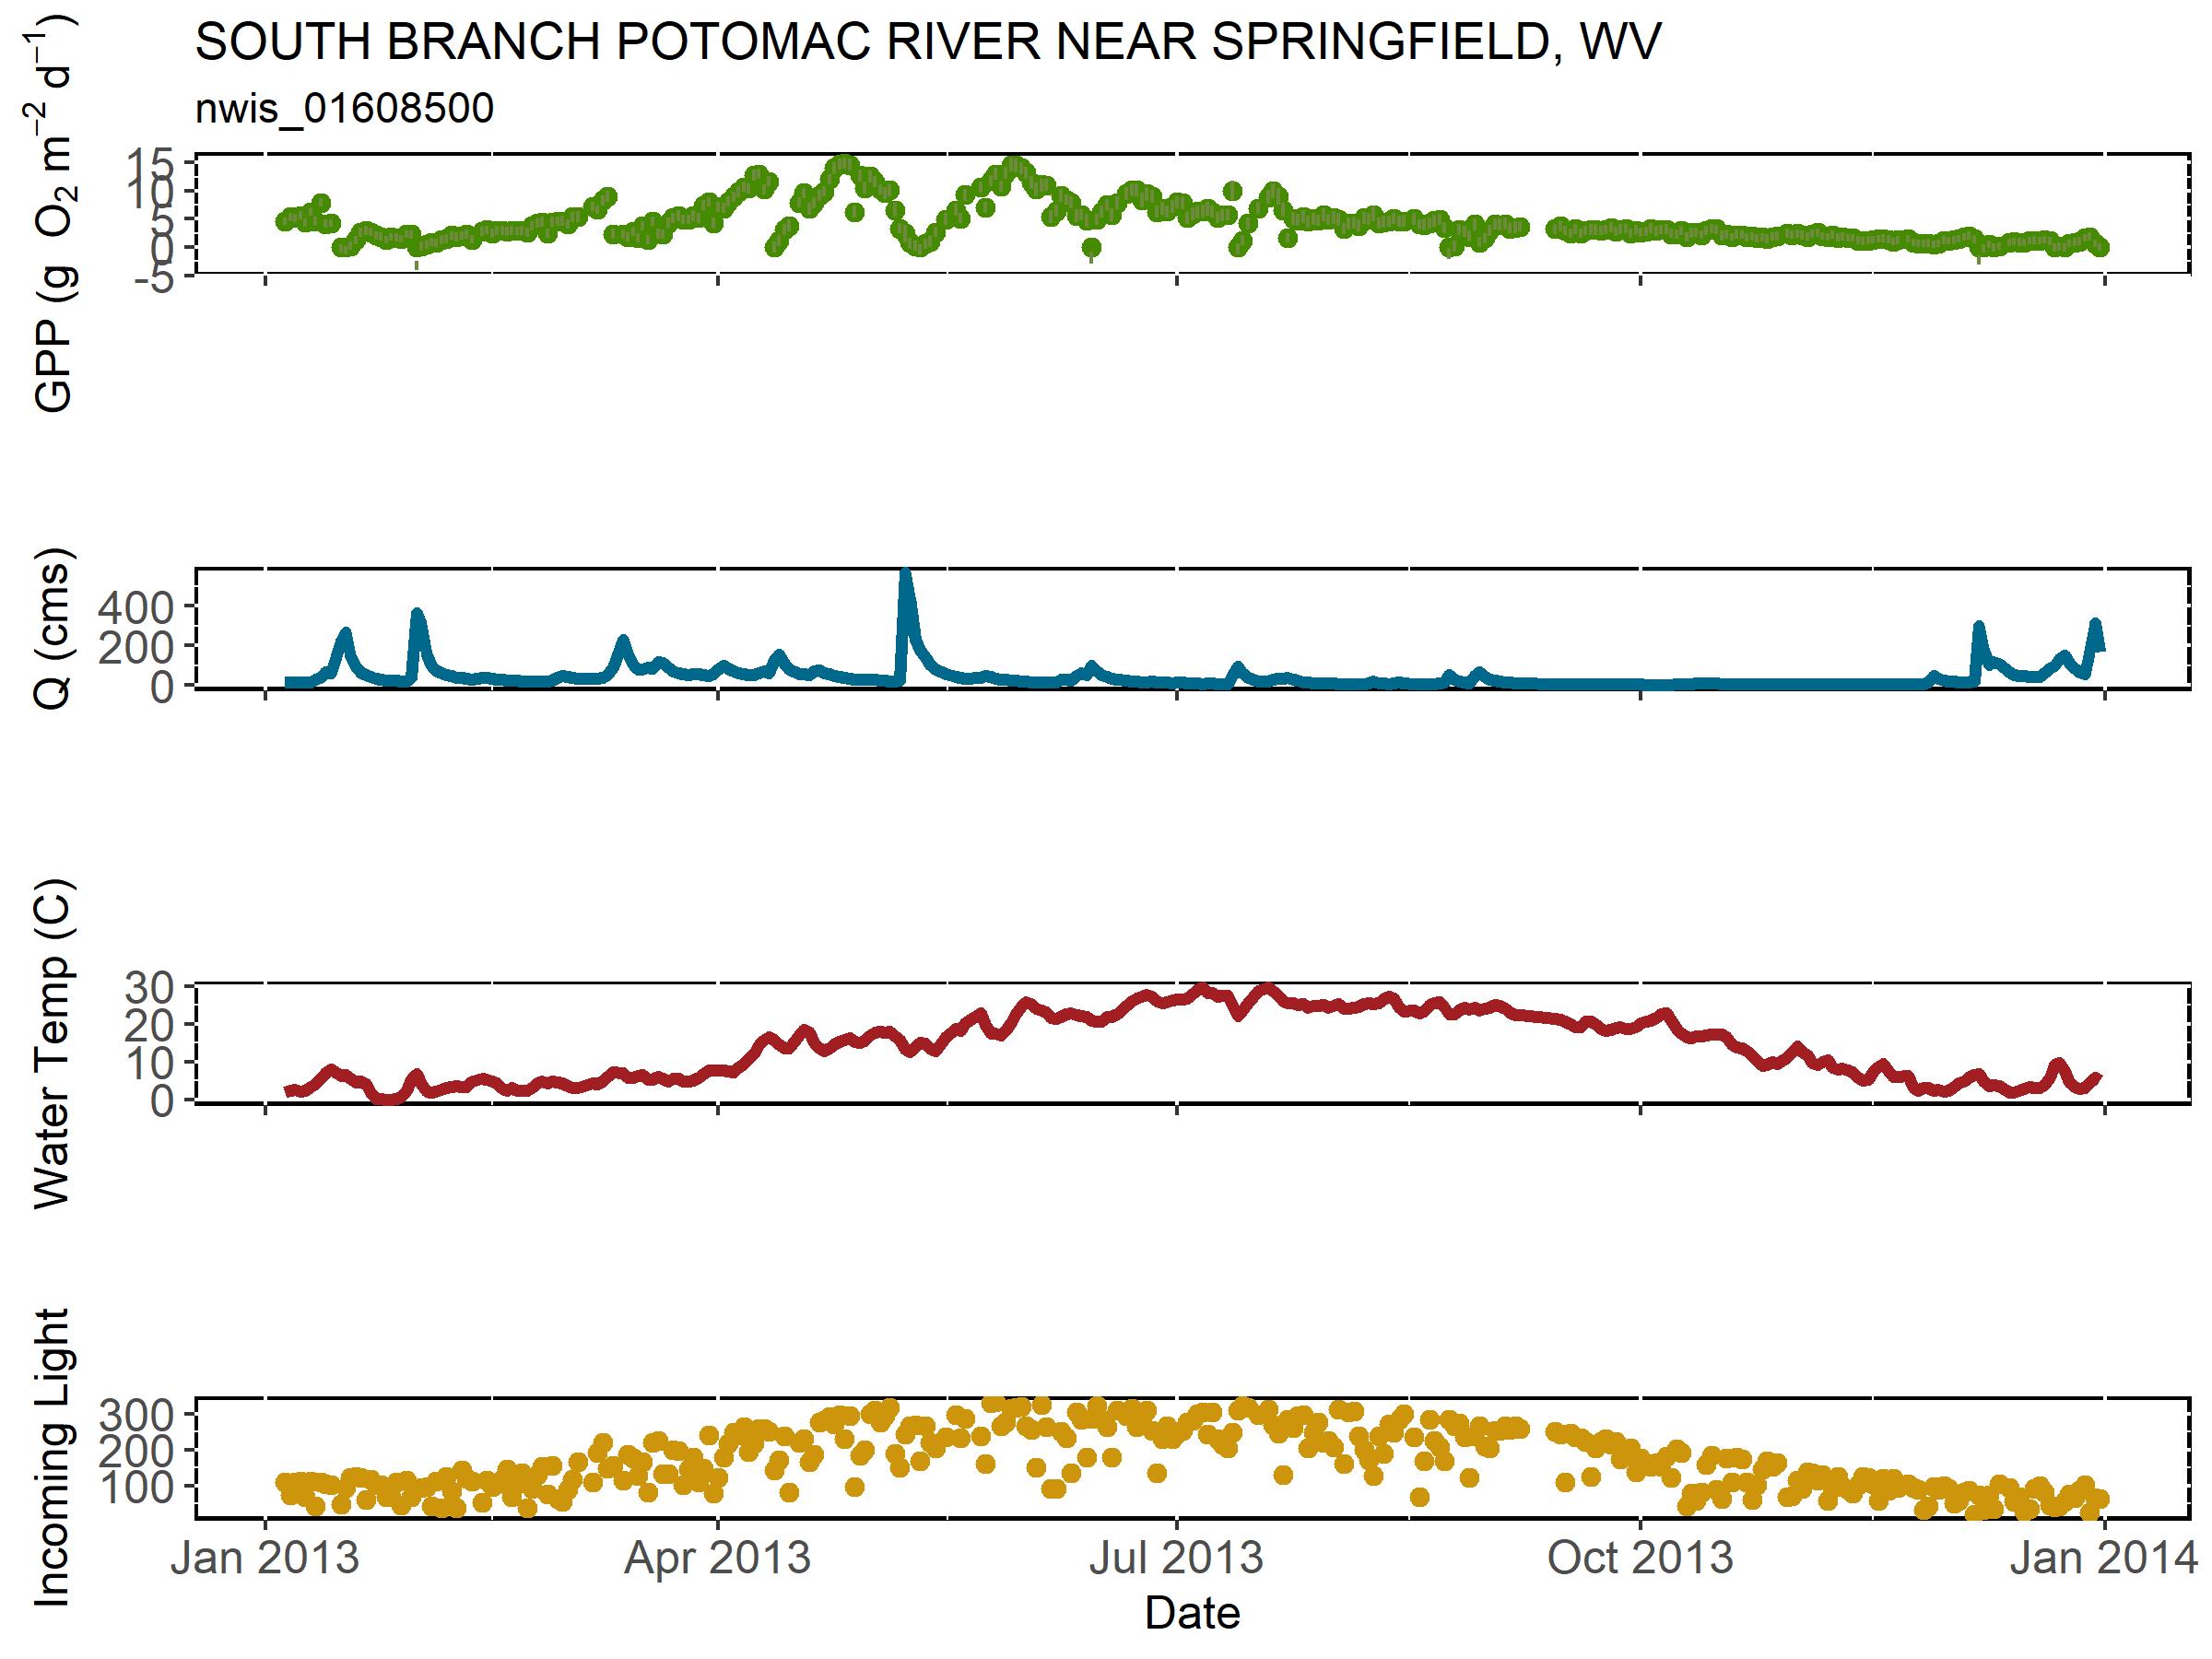 SOUTH BRANCH POTOMAC RIVER NEAR SPRINGFIELD, WV
nwis_01608500
GPP (g O₂ m⁻² d⁻¹)
15
10
5
0
-5
Q (cms)
400
200
0
Water Temp (C)
30
20
10
0
Incoming Light
300
200
100
Jan 2013 Apr 2013 Jul 2013 Oct 2013 Jan 2014
Date